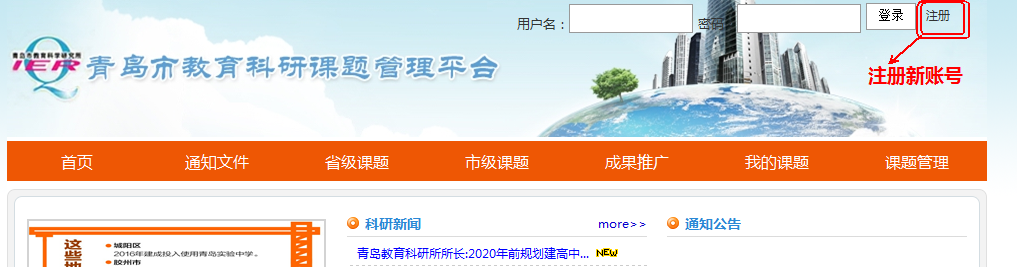 用户名： 密码： 登录 注册
青岛市教育科学研究所
IER
青岛市教育科研课题管理平台
注册新账号
首页 通知文件 省级课题 市级课题 成果推广 我的课题 课题管理
科研新闻 more>> 通知公告
青岛教育科研所所长:2020年前规划建高中... NEW
这些地
城阳区
2016年建成投入使用青岛实验中学。
胶州市